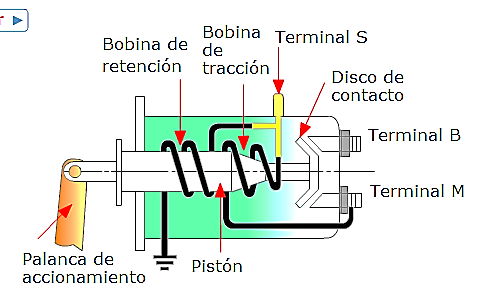 Bobina de
retención
Bobina
de
tracción
Terminal S
Disco de
contacto
Terminal B
Terminal M
Palanca de
accionamiento
Pistón